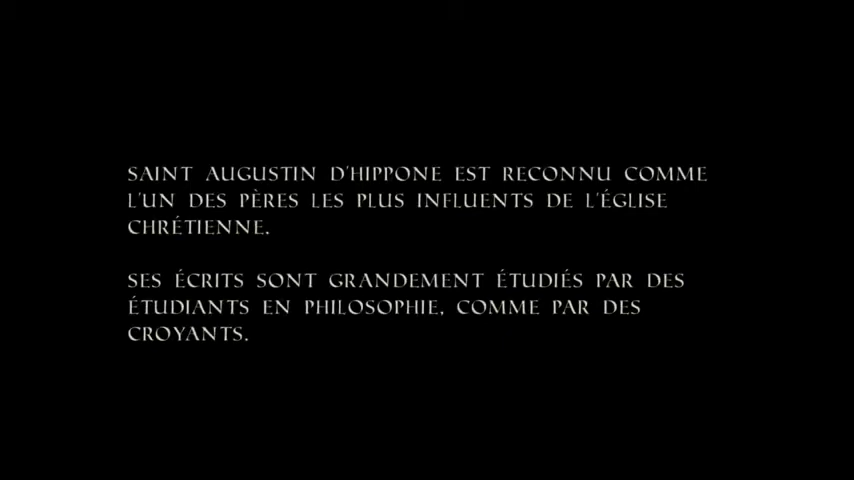 SAINT AUGUSTIN D'HIPPONE EST RECONNU COMME
L'UN DES PÈRES LES PLUS INFLUENTS DE L'ÉGLISE
CHRÉTIENNE.
SES ÉCRITS SONT GRANDEMENT ÉTUDIÉS PAR DES
ÉTUDIANTS EN PHILOSOPHIE, COMME PAR DES
CROYANTS.